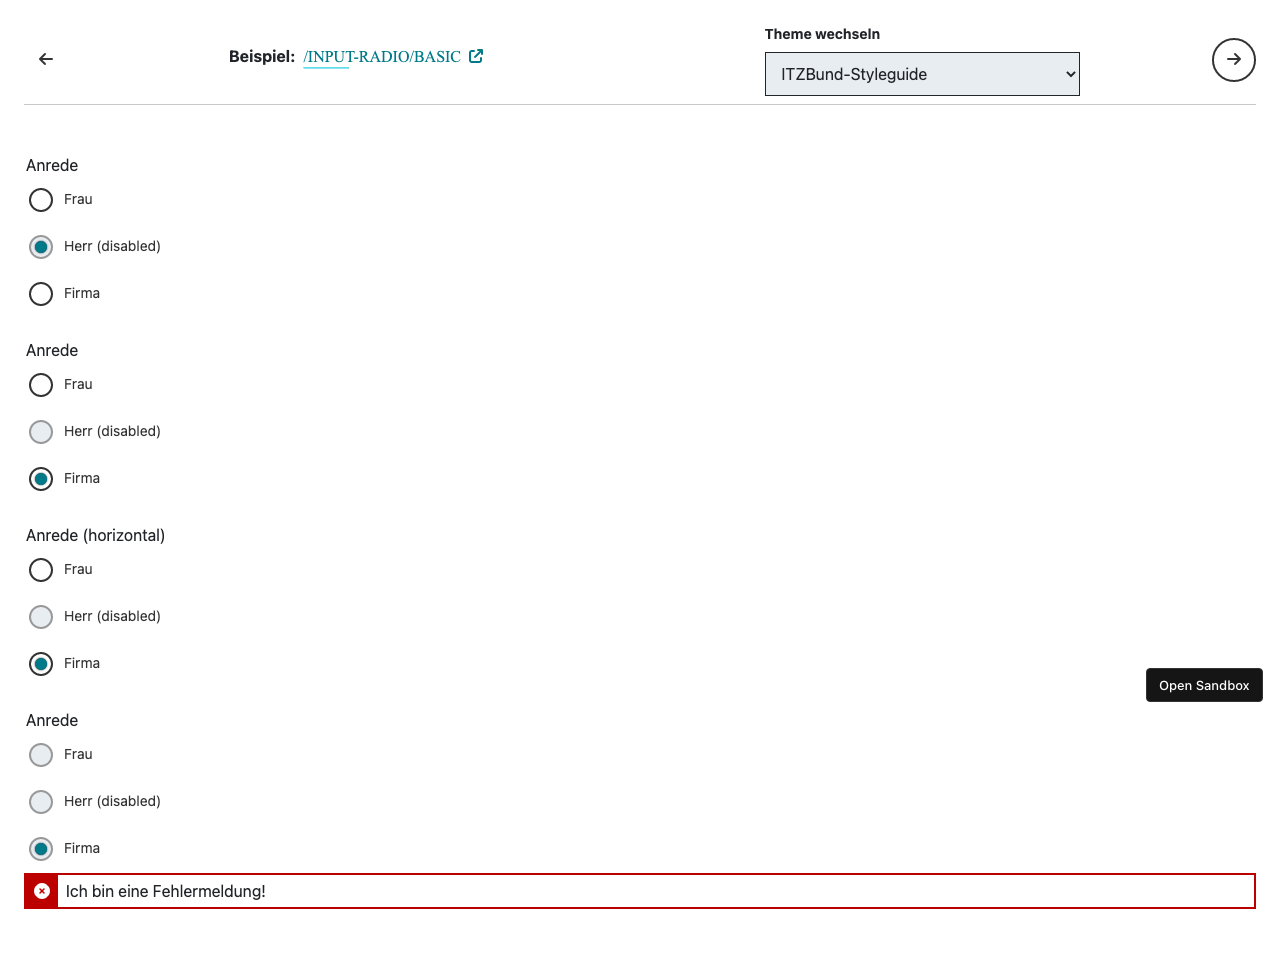 Beispiel: /INPUT-RADIO/BASIC
Theme wechseln
ITZBund-Styleguide
Anrede
Frau
Herr (disabled)
Firma
Anrede
Frau
Herr (disabled)
Firma
Anrede (horizontal)
Frau
Herr (disabled)
Firma
Open Sandbox
Anrede
Frau
Herr (disabled)
Firma
Ich bin eine Fehlermeldung!